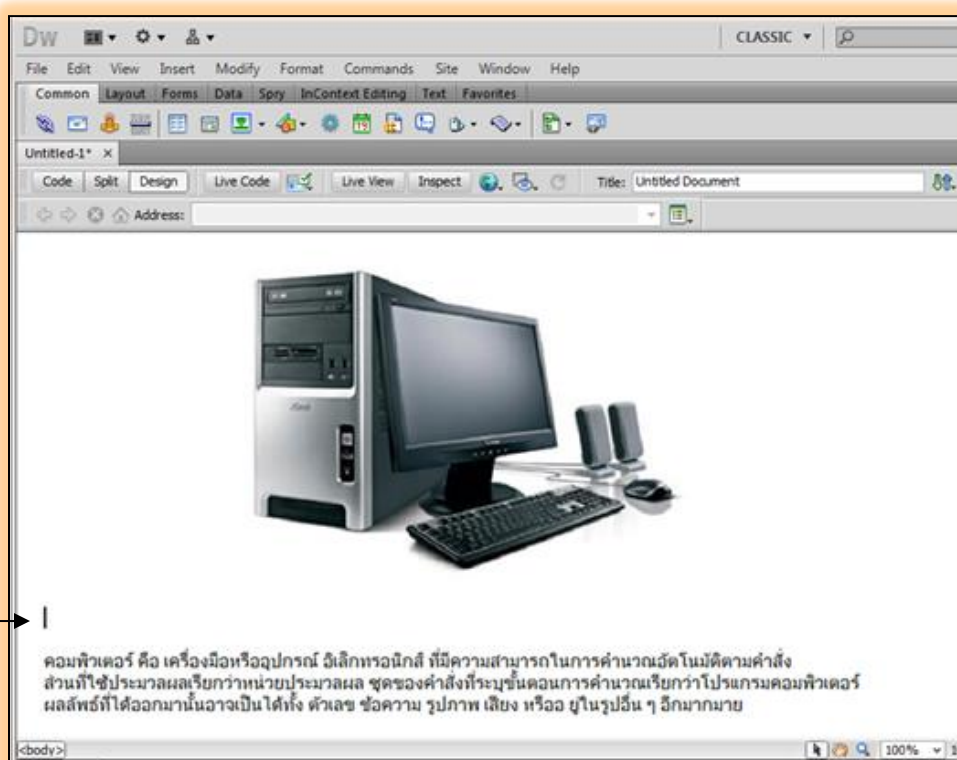 Dw CLASSIC
File Edit View Insert Modify Format Commands Site Window Help
Common Layout Forms Data Spry InContext Editing Text Favorites
Untitled-1* ×
Code Split Design Live Code Live View Inspect Title: Untitled Document
Address:
คอมพิวเตอร์ คือ เครื่องมือหรืออุปกรณ์ อิเล็กทรอนิกส์ ที่มีความสามารถในการคำนวณอัตโนมัติตามคำสั่ง
ส่วนที่ใช้ประมวลผลเรียกว่าหน่วยประมวลผล ชุดของคำสั่งที่ระบุขั้นตอนการคำนวณเรียกว่าโปรแกรมคอมพิวเตอร์
ผลลัพธ์ที่ได้ออกมานั้นอาจเป็นได้ทั้ง ตัวเลข ข้อความ รูปภาพ เสียง หรืออ ยู่ในรูปอื่น ๆ อีกมากมาย
<body> 100%